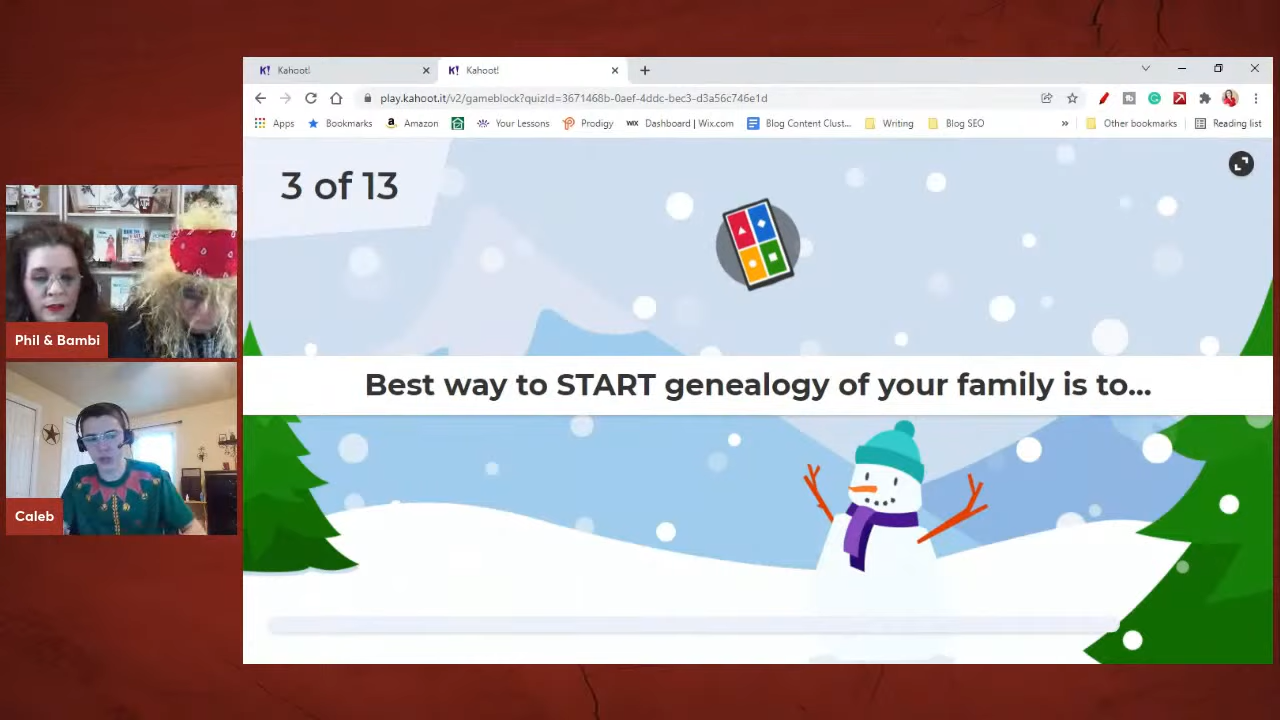 K! Kahoot!
K! Kahoot!
play.kahoot.it/v2/gameblock?quizId=3671468b-0aef-4ddc-bec3-d3a56c746e1d
Apps Bookmarks Amazon Your Lessons Prodigy WIX Dashboard | Wix.com Blog Content Clust... Writing Blog SEO » Other bookmarks Reading list
3 of 13
Best way to START genealogy of your family is to...
Phil & Bambi
Caleb